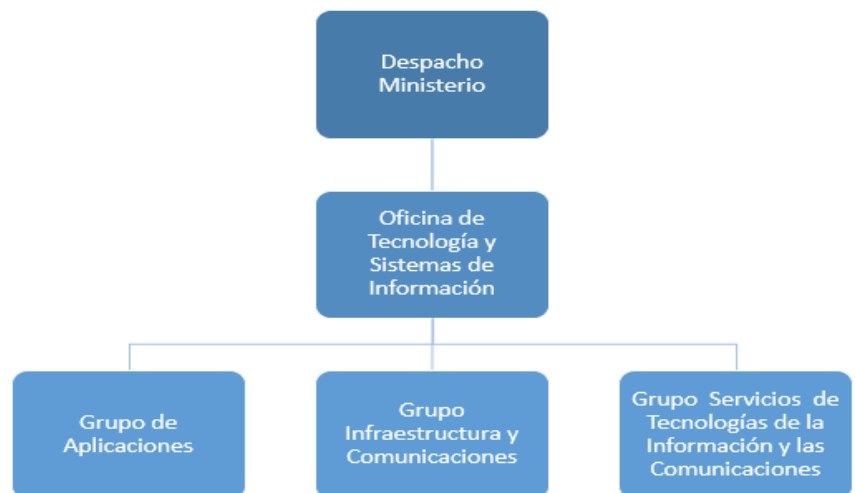 Despacho
Ministerio
Oficina de
Tecnología y
Sistemas de
Información
Grupo de
Aplicaciones
Grupo
Infraestructura y
Comunicaciones
Grupo Servicios de
Tecnologías de la
Información y las
Comunicaciones